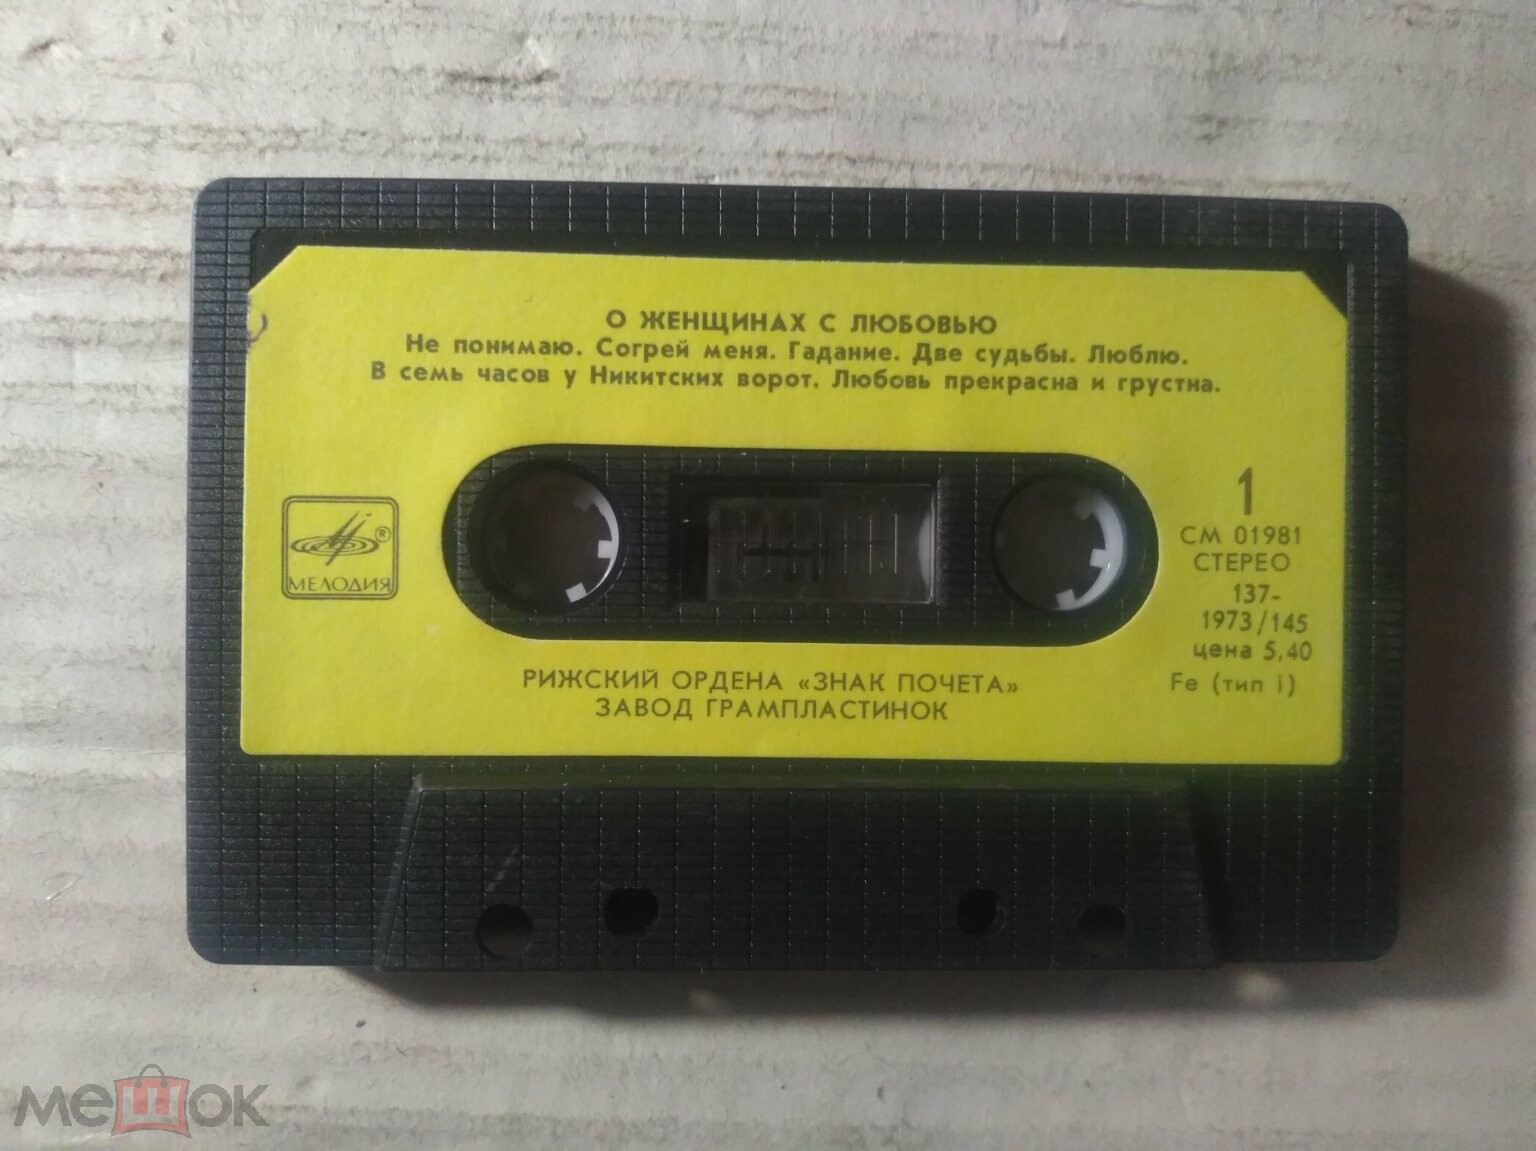 О ЖЕНЩИНАХ С ЛЮБОВЬЮ
Не понимаю. Согрей меня. Гадание. Две судьбы. Люблю.
В семь часов у Никитских ворот. Любовь прекрасна и грустна.
®
МЕЛОДИЯ
1
СМ 01981
СТЕРЕО
137-
1973/145
цена 5,40
Fe (тип I)
РИЖСКИЙ ОРДЕНА «ЗНАК ПОЧЕТА»
ЗАВОД ГРАМПЛАСТИНОК
мешок